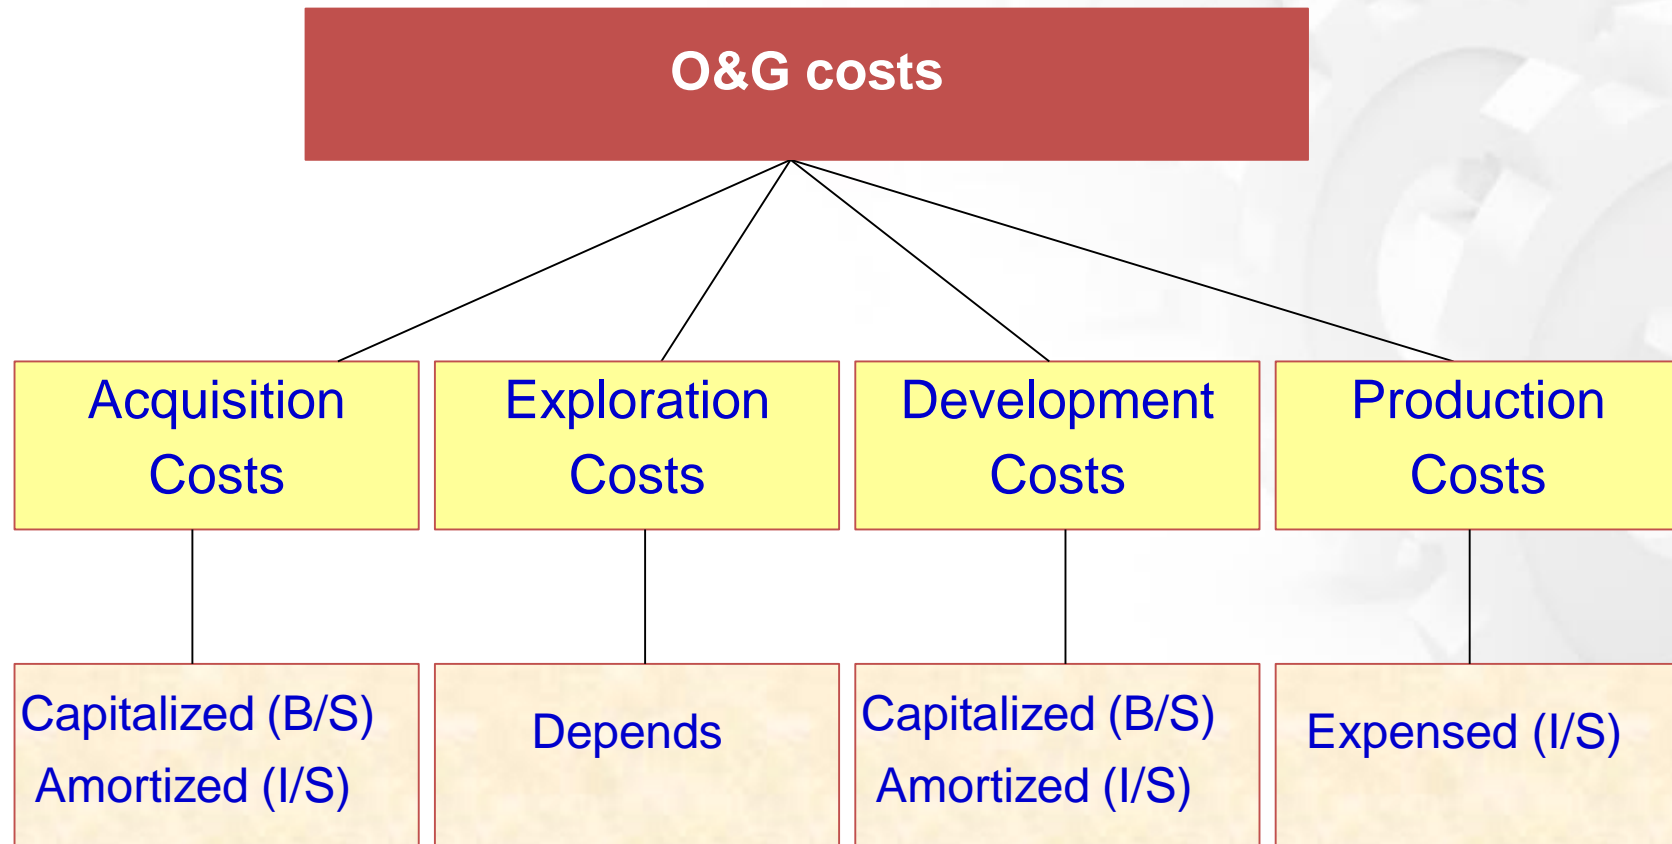 O&G costs
Acquisition
Costs
Exploration
Costs
Development
Costs
Production
Costs
Capitalized (B/S)
Amortized (I/S)
Depends
Capitalized (B/S)
Amortized (I/S)
Expensed (I/S)